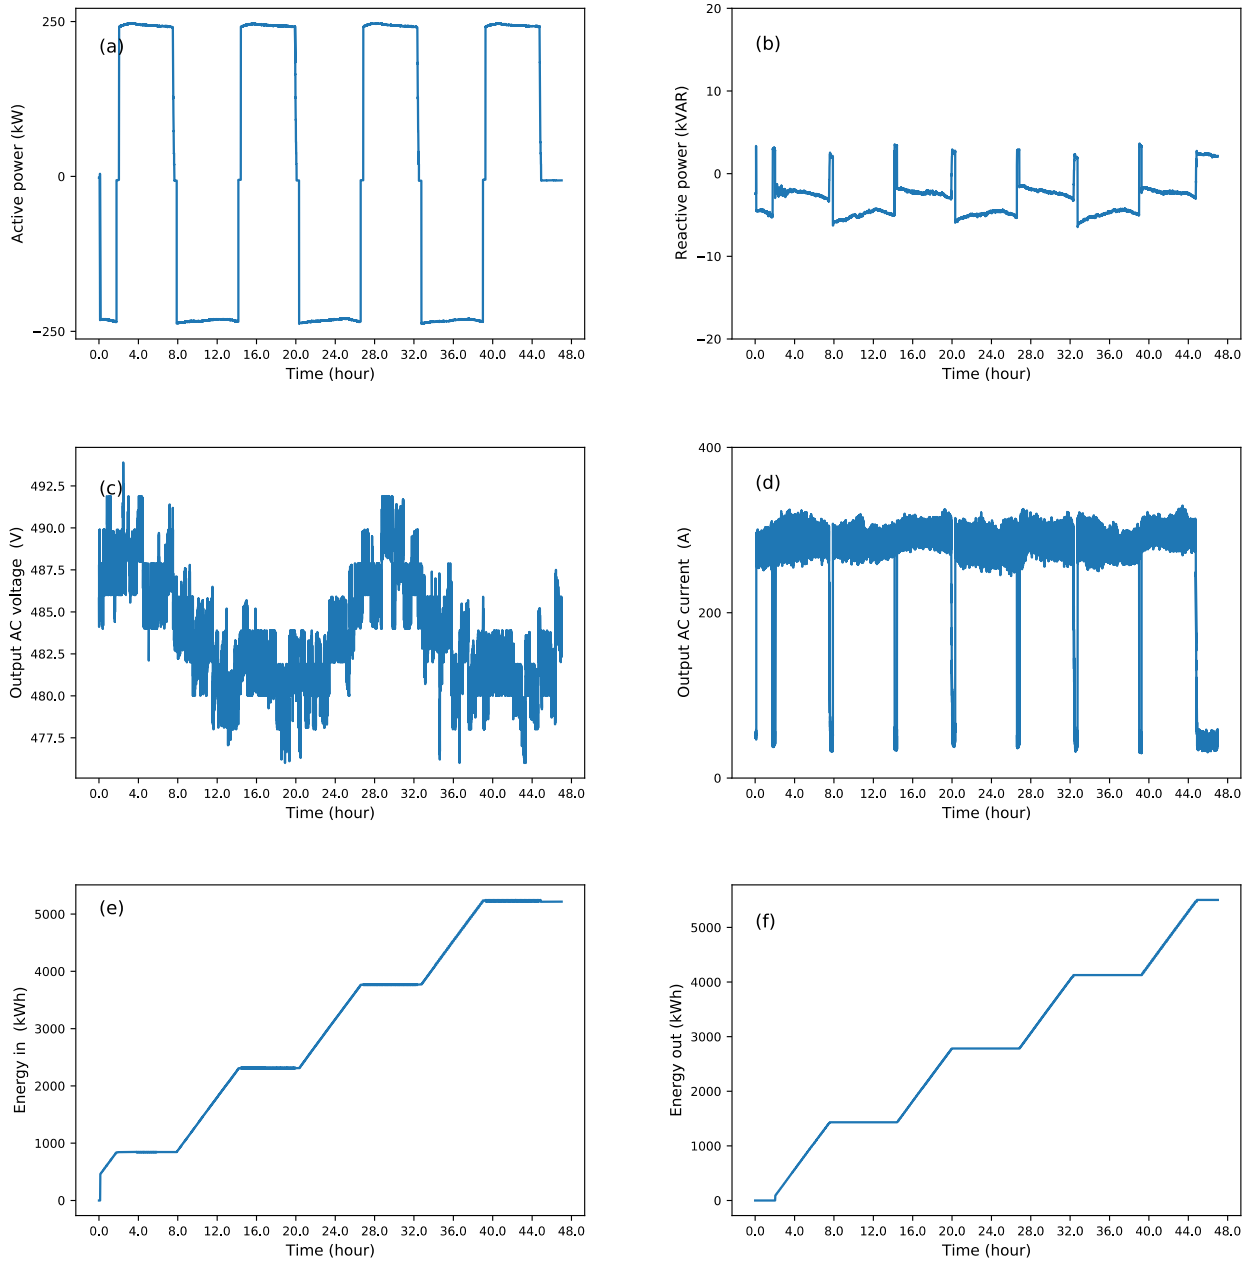 (a)
Active power (kW)
250
0
−250
0.0 4.0 8.0 12.0 16.0 20.0 24.0 28.0 32.0 36.0 40.0 44.0 48.0
Time (hour)
(b)
Reactive power (kVAR)
20
10
0
−10
−20
0.0 4.0 8.0 12.0 16.0 20.0 24.0 28.0 32.0 36.0 40.0 44.0 48.0
Time (hour)
(c)
Output AC voltage (V)
492.5
490.0
487.5
485.0
482.5
480.0
477.5
0.0 4.0 8.0 12.0 16.0 20.0 24.0 28.0 32.0 36.0 40.0 44.0 48.0
Time (hour)
(d)
Output AC current (A)
400
200
0
0.0 4.0 8.0 12.0 16.0 20.0 24.0 28.0 32.0 36.0 40.0 44.0 48.0
Time (hour)
(e)
Energy in (kWh)
5000
4000
3000
2000
1000
0
0.0 4.0 8.0 12.0 16.0 20.0 24.0 28.0 32.0 36.0 40.0 44.0 48.0
Time (hour)
(f)
Energy out (kWh)
5000
4000
3000
2000
1000
0
0.0 4.0 8.0 12.0 16.0 20.0 24.0 28.0 32.0 36.0 40.0 44.0 48.0
Time (hour)